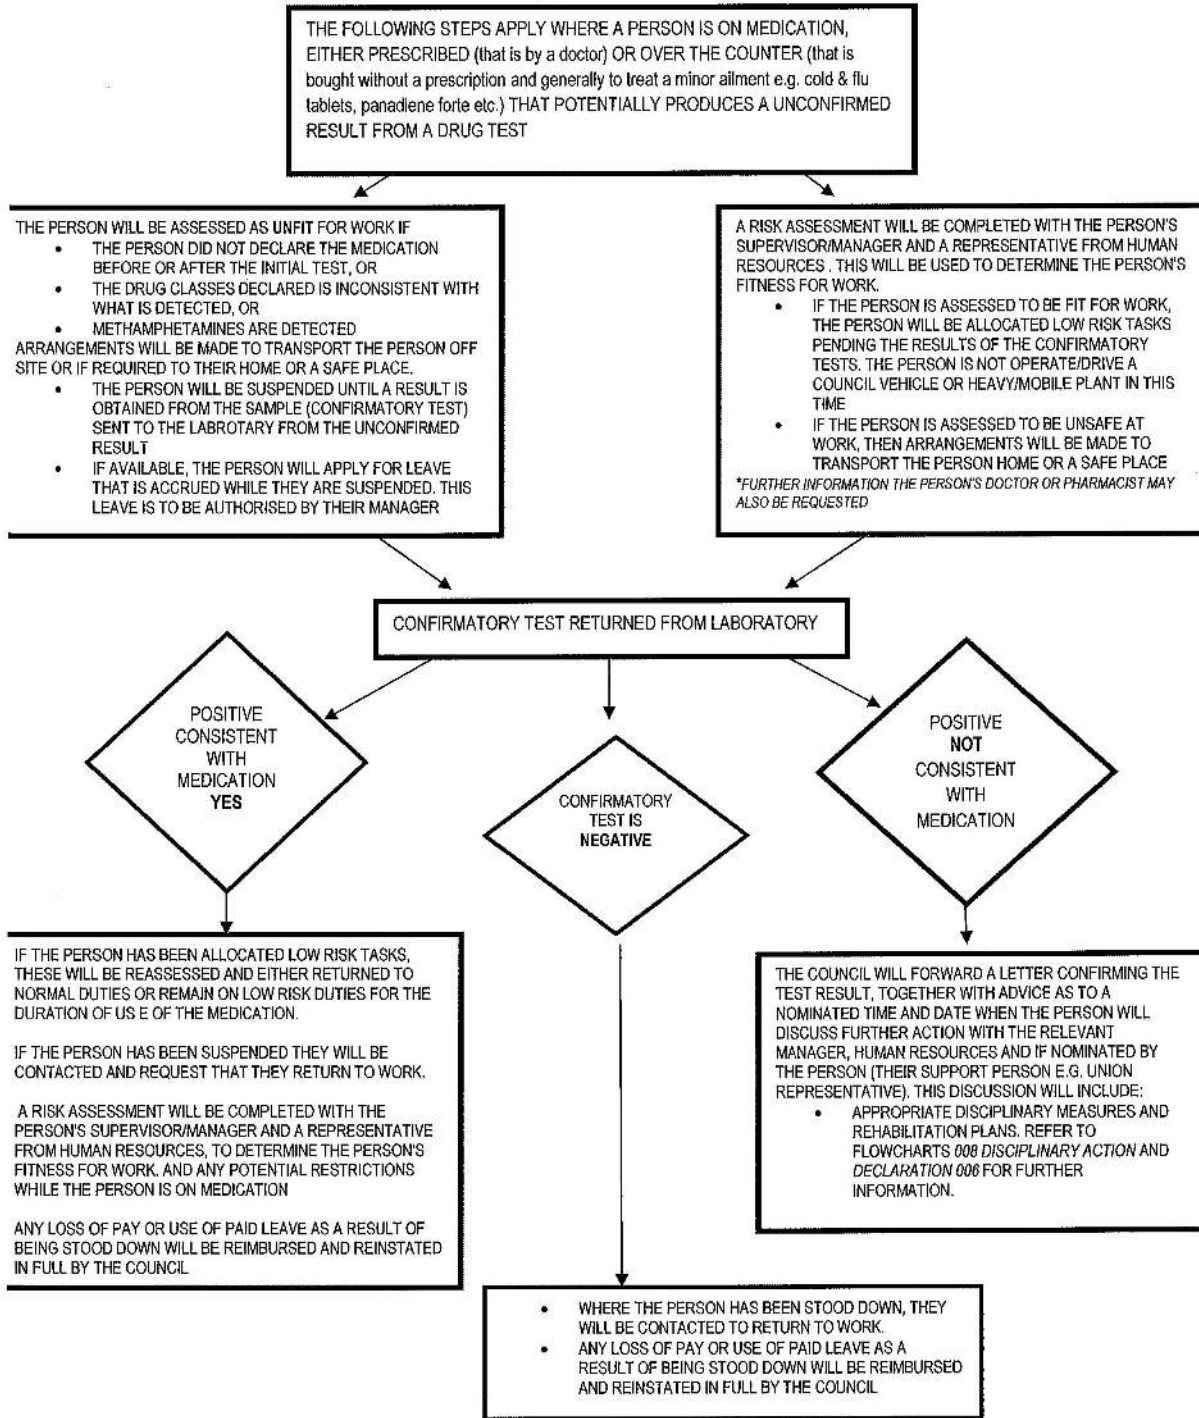 THE FOLLOWING STEPS APPLY WHERE A PERSON IS ON MEDICATION,
EITHER PRESCRIBED (that is by a doctor) OR OVER THE COUNTER (that is
bought without a prescription and generally to treat a minor ailment e.g. cold & flu
tablets, panadiene forte etc.) THAT POTENTIALLY PRODUCES A UNCONFIRMED
RESULT FROM A DRUG TEST
THE PERSON WILL BE ASSESSED AS UNFIT FOR WORK IF
• THE PERSON DID NOT DECLARE THE MEDICATION
BEFORE OR AFTER THE INITIAL TEST, OR
• THE DRUG CLASSES DECLARED IS INCONSISTENT WITH
WHAT IS DETECTED, OR
• METHAMPHETAMINES ARE DETECTED
ARRANGEMENTS WILL BE MADE TO TRANSPORT THE PERSON OFF
SITE OR IF REQUIRED TO THEIR HOME OR A SAFE PLACE.
• THE PERSON WILL BE SUSPENDED UNTIL A RESULT IS
OBTAINED FROM THE SAMPLE (CONFIRMATORY TEST)
SENT TO THE LABROTARY FROM THE UNCONFIRMED
RESULT
• IF AVAILABLE, THE PERSON WILL APPLY FOR LEAVE
THAT IS ACCRUED WHILE THEY ARE SUSPENDED. THIS
LEAVE IS TO BE AUTHORISED BY THEIR MANAGER
A RISK ASSESSMENT WILL BE COMPLETED WITH THE PERSON'S
SUPERVISOR/MANAGER AND A REPRESENTATIVE FROM HUMAN
RESOURCES . THIS WILL BE USED TO DETERMINE THE PERSON'S
FITNESS FOR WORK.
• IF THE PERSON IS ASSESSED TO BE FIT FOR WORK,
THE PERSON WILL BE ALLOCATED LOW RISK TASKS
PENDING THE RESULTS OF THE CONFIRMATORY
TESTS. THE PERSON IS NOT OPERATE/DRIVE A
COUNCIL VEHICLE OR HEAVY/MOBILE PLANT IN THIS
TIME
• IF THE PERSON IS ASSESSED TO BE UNSAFE AT
WORK, THEN ARRANGEMENTS WILL BE MADE TO
TRANSPORT THE PERSON HOME OR A SAFE PLACE
*FURTHER INFORMATION THE PERSON'S DOCTOR OR PHARMACIST MAY
ALSO BE REQUESTED
CONFIRMATORY TEST RETURNED FROM LABORATORY
POSITIVE
CONSISTENT
WITH
MEDICATION
YES
CONFIRMATORY
TEST IS
NEGATIVE
POSITIVE
NOT
CONSISTENT
WITH
MEDICATION
IF THE PERSON HAS BEEN ALLOCATED LOW RISK TASKS,
THESE WILL BE REASSESSED AND EITHER RETURNED TO
NORMAL DUTIES OR REMAIN ON LOW RISK DUTIES FOR THE
DURATION OF US E OF THE MEDICATION.
IF THE PERSON HAS BEEN SUSPENDED THEY WILL BE
CONTACTED AND REQUEST THAT THEY RETURN TO WORK.
A RISK ASSESSMENT WILL BE COMPLETED WITH THE
PERSON'S SUPERVISOR/MANAGER AND A REPRESENTATIVE
FROM HUMAN RESOURCES, TO DETERMINE THE PERSON'S
FITNESS FOR WORK. AND ANY POTENTIAL RESTRICTIONS
WHILE THE PERSON IS ON MEDICATION
ANY LOSS OF PAY OR USE OF PAID LEAVE AS A RESULT OF
BEING STOOD DOWN WILL BE REIMBURSED AND REINSTATED
IN FULL BY THE COUNCIL
THE COUNCIL WILL FORWARD A LETTER CONFIRMING THE
TEST RESULT, TOGETHER WITH ADVICE AS TO A
NOMINATED TIME AND DATE WHEN THE PERSON WILL
DISCUSS FURTHER ACTION WITH THE RELEVANT
MANAGER, HUMAN RESOURCES AND IF NOMINATED BY
THE PERSON (THEIR SUPPORT PERSON E.G. UNION
REPRESENTATIVE). THIS DISCUSSION WILL INCLUDE:
• APPROPRIATE DISCIPLINARY MEASURES AND
REHABILITATION PLANS. REFER TO
FLOWCHARTS 008 DISCIPLINARY ACTION AND
DECLARATION 006 FOR FURTHER
INFORMATION.
• WHERE THE PERSON HAS BEEN STOOD DOWN, THEY
WILL BE CONTACTED TO RETURN TO WORK.
• ANY LOSS OF PAY OR USE OF PAID LEAVE AS A
RESULT OF BEING STOOD DOWN WILL BE REIMBURSED
AND REINSTATED IN FULL BY THE COUNCIL